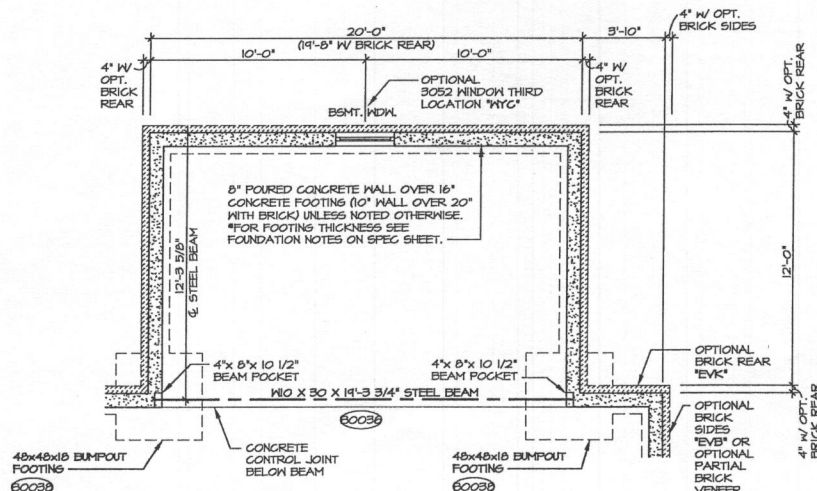 20'-0"
(19'-8" W/ BRICK REAR)
10'-0"
10'-0"
3'-10"
4" W/ OPT.
BRICK SIDES
4" W/
OPT.
BRICK
REAR
OPTIONAL
3052 WINDOW THIRD
LOCATION "WYC"
BSMT. WDW.
4" W/
OPT.
BRICK
REAR
4" W/ OPT.
BRICK REAR
8" POURED CONCRETE WALL OVER 16"
CONCRETE FOOTING (10" WALL OVER 20"
WITH BRICK) UNLESS NOTED OTHERWISE.
*FOR FOOTING THICKNESS SEE
FOUNDATION NOTES ON SPEC SHEET.
12'-3 5/8"
℄ STEEL BEAM
12'-0"
4"x 8"x 10 1/2"
BEAM POCKET
4"x 8"x 10 1/2"
BEAM POCKET
W10 X 30 X 19'-3 3/4" STEEL BEAM
60036
OPTIONAL
BRICK REAR
"EVK"
CONCRETE
CONTROL JOINT
BELOW BEAM
48x48x18 BUMPOUT
FOOTING
60038
48x48x18 BUMPOUT
FOOTING
60038
OPTIONAL
BRICK
SIDES
"EVB" OR
OPTIONAL
PARTIAL
BRICK
VENEER
4" W/ OPT.
BRICK REAR